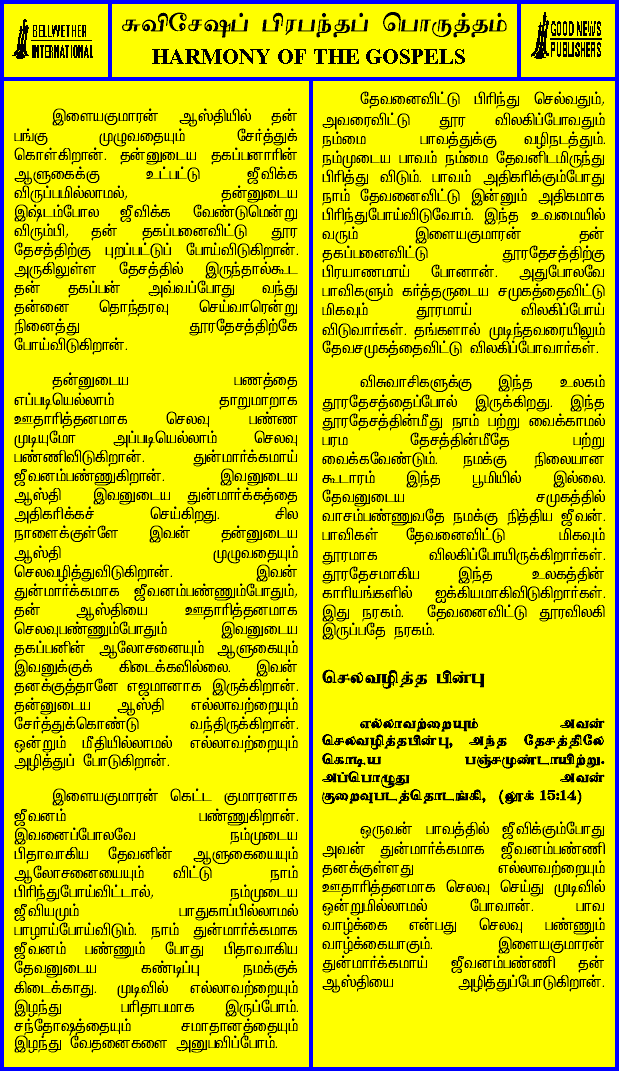 BELLWETHER
INTERNATIONAL
சுவிசேஷப் பிரபந்தப் பொருத்தம்
HARMONY OF THE GOSPELS
GOOD NEWS
PUBLISHERS
இளையகுமாரன் ஆஸ்தியில் தன்
பங்கு முழுவதையும் சேர்த்துக்
கொள்கிறான். தன்னுடைய தகப்பனாரின்
ஆளுகைக்கு உட்பட்டு ஜீவிக்க
விருப்பமில்லாமல், தன்னுடைய
இஷ்டம்போல ஜீவிக்க வேண்டுமென்று
விரும்பி, தன் தகப்பனைவிட்டு தூர
தேசத்திற்கு புறப்பட்டுப் போய்விடுகிறான்.
அருகிலுள்ள தேசத்தில் இருந்தால்கூட
தன் தகப்பன் அவ்வப்போது வந்து
தன்னை தொந்தரவு செய்வாரென்று
நினைத்து தூரதேசத்திற்கே
போய்விடுகிறான்.
தன்னுடைய பணத்தை
எப்படியெல்லாம் தாறுமாறாக
ஊதாரித்தனமாக செலவு பண்ண
முடியுமோ அப்படியெல்லாம் செலவு
பண்ணிவிடுகிறான். துன்மார்க்கமாய்
ஜீவனம்பண்ணுகிறான். இவனுடைய
ஆஸ்தி இவனுடைய துன்மார்க்கத்தை
அதிகரிக்கச் செய்கிறது. சில
நாளைக்குள்ளே இவன் தன்னுடைய
ஆஸ்தி முழுவதையும்
செலவழித்துவிடுகிறான். இவன்
துன்மார்க்கமாக ஜீவனம்பண்ணும்போதும்,
தன் ஆஸ்தியை ஊதாரித்தனமாக
செலவுபண்ணும்போதும் இவனுடைய
தகப்பனின் ஆலோசனையும் ஆளுகையும்
இவனுக்குக் கிடைக்கவில்லை. இவன்
தனக்குத்தானே எஜமானாக இருக்கிறான்.
தன்னுடைய ஆஸ்தி எல்லாவற்றையும்
சேர்த்துக்கொண்டு வந்திருக்கிறான்.
ஒன்றும் மீதியில்லாமல் எல்லாவற்றையும்
அழித்துப் போடுகிறான்.
இளையகுமாரன் கெட்ட குமாரனாக
ஜீவனம் பண்ணுகிறான்.
இவனைப்போலவே நம்முடைய
பிதாவாகிய தேவனின் ஆளுகையையும்
ஆலோசனையையும் விட்டு நாம்
பிரிந்துபோய்விட்டால், நம்முடைய
ஜீவியமும் பாதுகாப்பில்லாமல்
பாழாய்போய்விடும். நாம் துன்மார்க்கமாக
ஜீவனம் பண்ணும் போது பிதாவாகிய
தேவனுடைய கண்டிப்பு நமக்குக்
கிடைக்காது. முடிவில் எல்லாவற்றையும்
இழந்து பரிதாபமாக இருப்போம்.
சந்தோஷத்தையும் சமாதானத்தையும்
இழந்து வேதனைகளை அனுபவிப்போம்.
தேவனைவிட்டு பிரிந்து செல்வதும்,
அவரைவிட்டு தூர விலகிப்போவதும்
நம்மை பாவத்துக்கு வழிநடத்தும்.
நம்முடைய பாவம் நம்மை தேவனிடமிருந்து
பிரித்து விடும். பாவம் அதிகரிக்கும்போது
நாம் தேவனைவிட்டு இன்னும் அதிகமாக
பிரிந்துபோய்விடுவோம். இந்த உவமையில்
வரும் இளையகுமாரன் தன்
தகப்பனைவிட்டு தூரதேசத்திற்கு
பிரயாணமாய் போனான். அதுபோலவே
பாவிகளும் கர்த்தருடைய சமுகத்தைவிட்டு
மிகவும் தூரமாய் விலகிப்போய்
விடுவார்கள். தங்களால் முடிந்தவரையிலும்
தேவசமுகத்தைவிட்டு விலகிப்போவார்கள்.
விசுவாசிகளுக்கு இந்த உலகம்
தூரதேசத்தைப்போல் இருக்கிறது. இந்த
தூரதேசத்தின்மீது நாம் பற்று வைக்காமல்
பரம தேசத்தின்மீதே பற்று
வைக்கவேண்டும். நமக்கு நிலையான
கூடாரம் இந்த பூமியில் இல்லை.
தேவனுடைய சமுகத்தில்
வாசம்பண்ணுவதே நமக்கு நித்திய ஜீவன்.
பாவிகள் தேவனைவிட்டு மிகவும்
தூரமாக விலகிப்போயிருக்கிறார்கள்.
தூரதேசமாகிய இந்த உலகத்தின்
காரியங்களில் ஐக்கியமாகிவிடுகிறார்கள்.
இது நரகம். தேவனைவிட்டு தூரவிலகி
இருப்பதே நரகம்.
செலவழித்த பின்பு
எல்லாவற்றையும் அவன்
செலவழித்தபின்பு, அந்த தேசத்திலே
கொடிய பஞ்சமுண்டாயிற்று.
அப்பொழுது அவன்
குறைவுபடத்தொடங்கி, (லூக் 15:14)
ஒருவன் பாவத்தில் ஜீவிக்கும்போது
அவன் துன்மார்க்கமாக ஜீவனம்பண்ணி
தனக்குள்ளது எல்லாவற்றையும்
ஊதாரித்தனமாக செலவு செய்து முடிவில்
ஒன்றுமில்லாமல் போவான். பாவ
வாழ்க்கை என்பது செலவு பண்ணும்
வாழ்க்கையாகும். இளையகுமாரன்
துன்மார்க்கமாய் ஜீவனம்பண்ணி தன்
ஆஸ்தியை அழித்துப்போடுகிறான்.